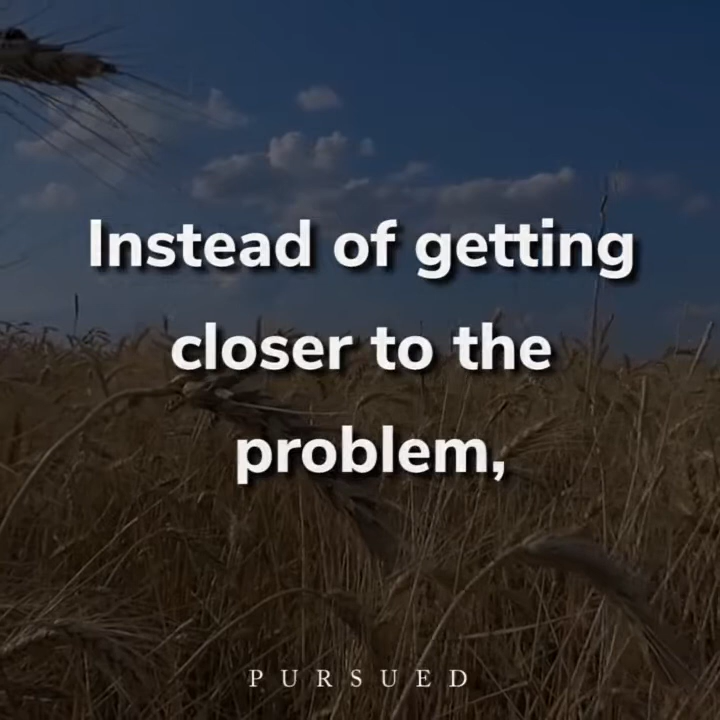 Instead of getting
closer to the
problem,
PURSUED